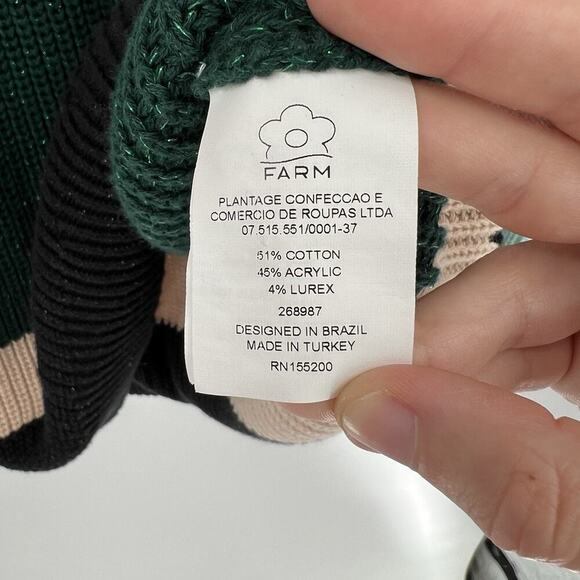 FARM
PLANTAGE CONFECCAO E
COMERCIO DE ROUPAS LTDA
07.515.551/0001-37
51% COTTON
45% ACRYLIC
4% LUREX
268987
DESIGNED IN BRAZIL
MADE IN TURKEY
RN155200